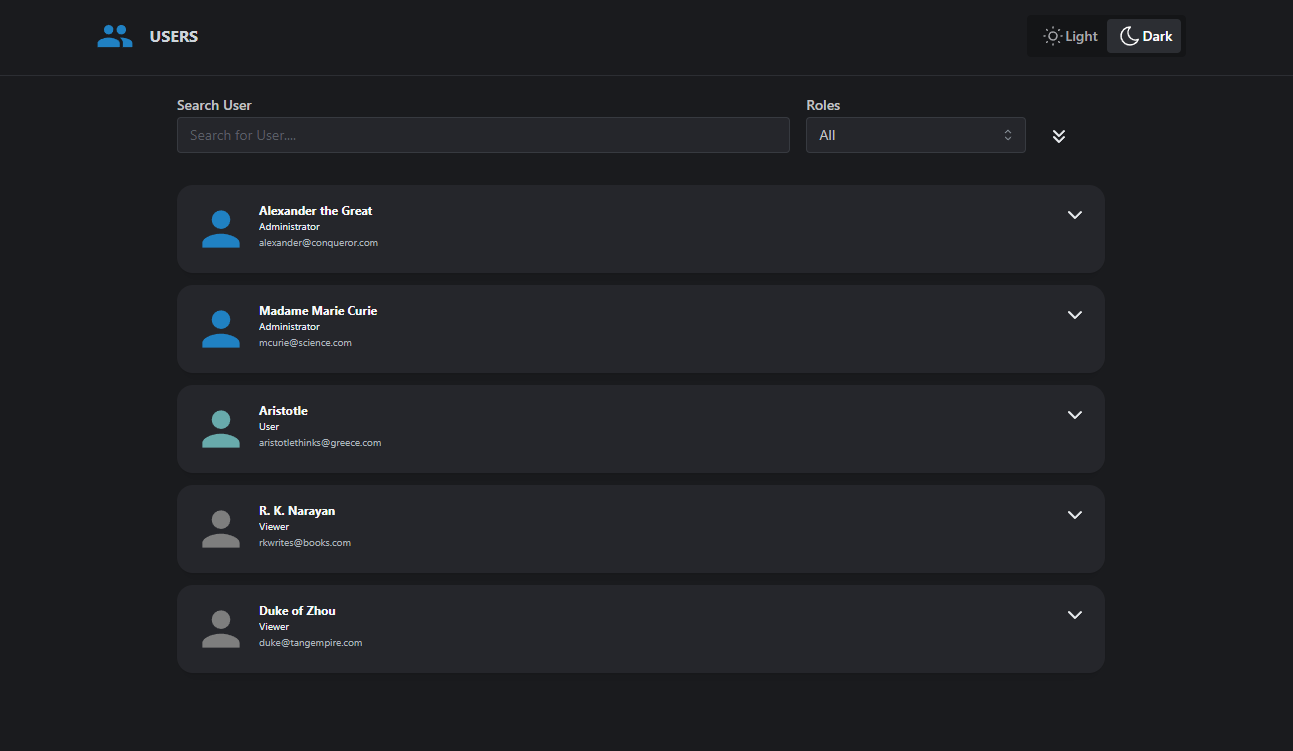 USERS
Light
Dark
Search User
Roles
Search for User....
All
Alexander the Great
Administrator
alexander@conqueror.com
Madame Marie Curie
Administrator
mcurie@science.com
Aristotle
User
aristotlethinks@greece.com
R. K. Narayan
Viewer
rkwrites@books.com
Duke of Zhou
Viewer
duke@tangempire.com